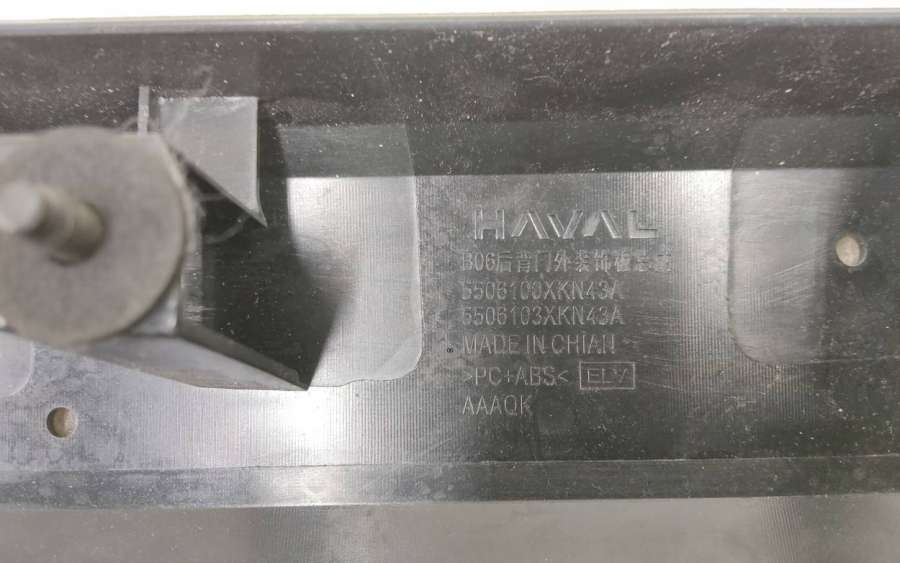 HAVAL
B06后背门外装饰板总成
5506100XKN43A
5506103XKN43A
MADE IN CHIAN
>PC+ABS< ELV
AAAQK